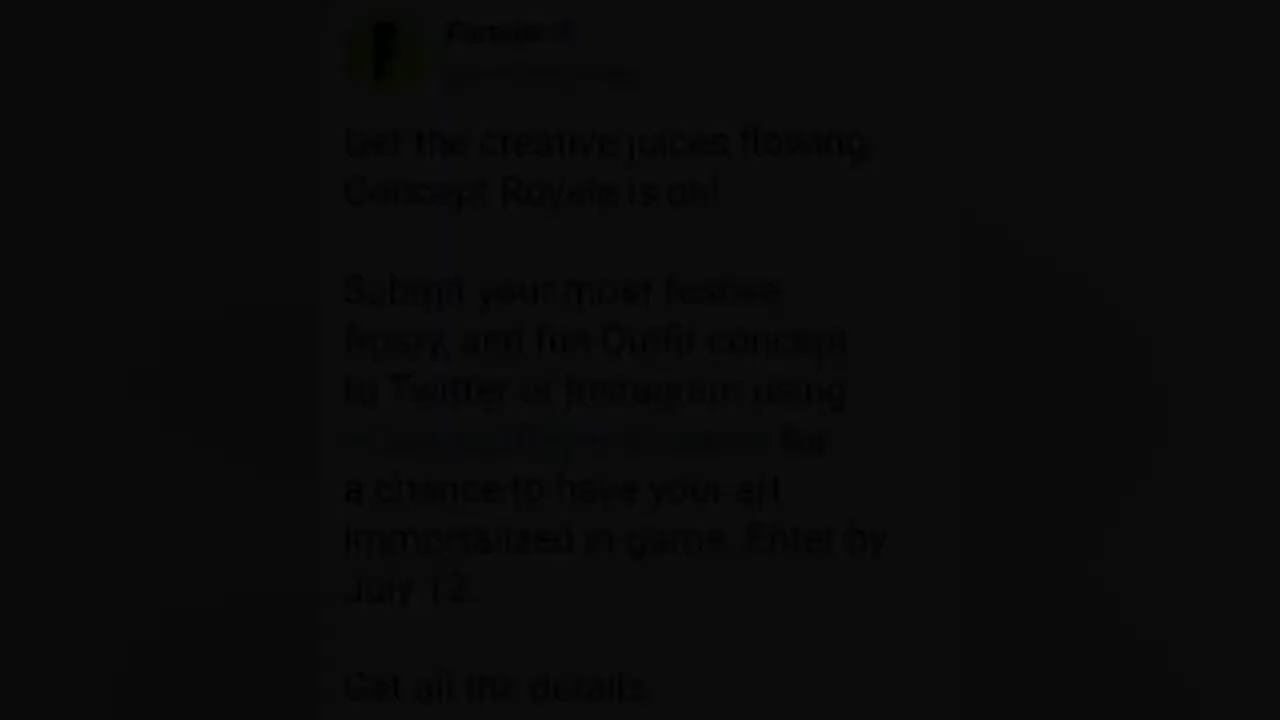 Fortnite
Get the creative juices flowing,
Concept Royale is on!
Submit your most festive,
frosty, and fun Outfit concept
to Twitter or Instagram using
for
a chance to have your art
immortalized in-game. Enter by
July 12.
Get all the details.